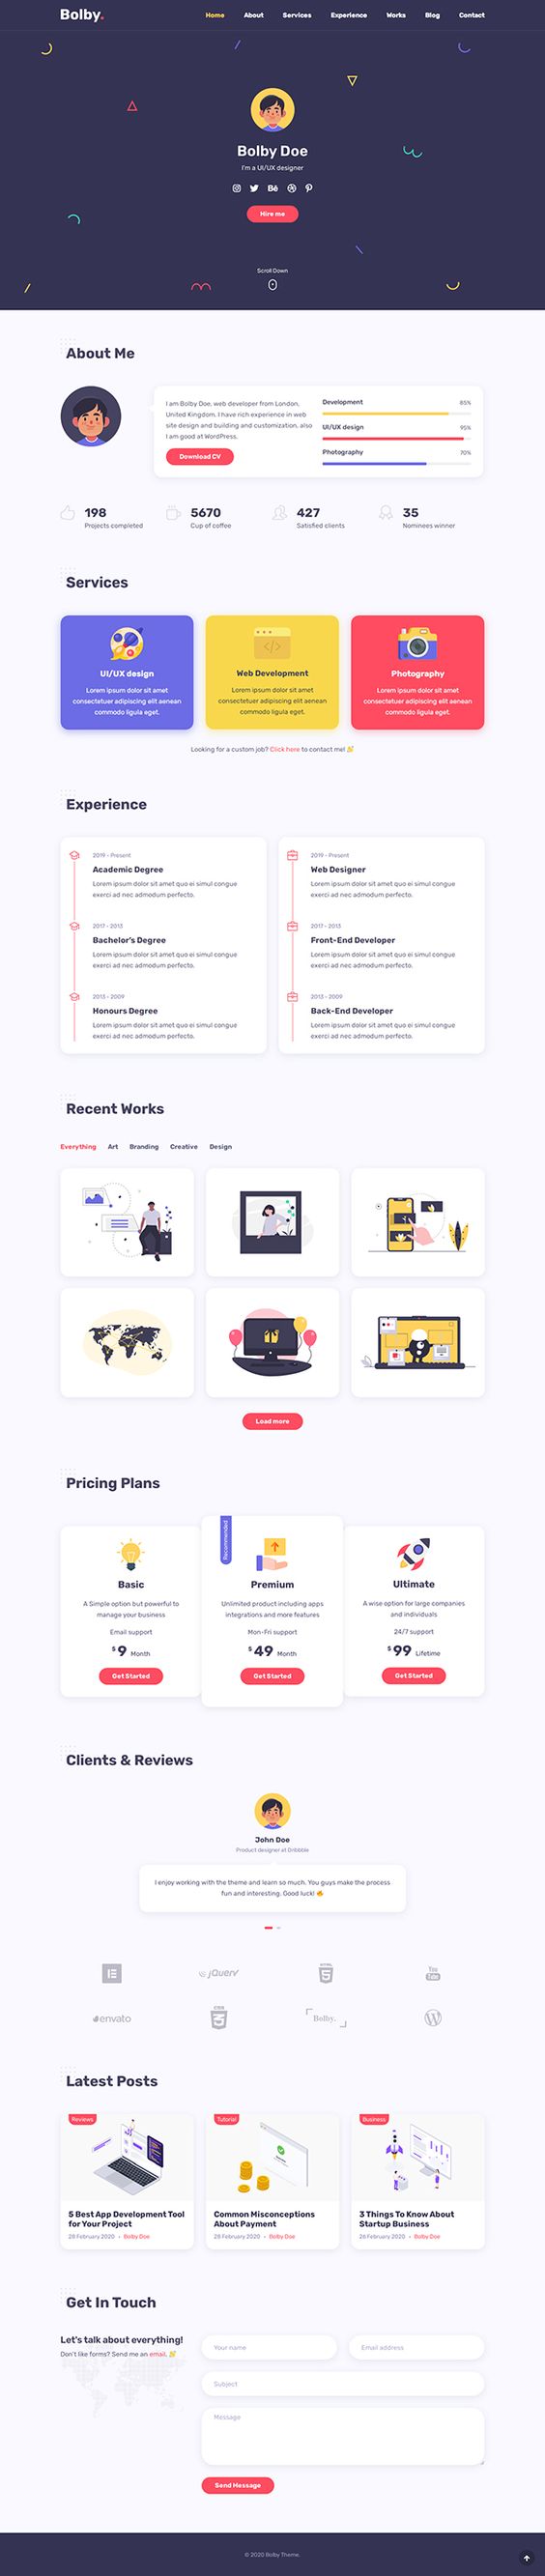 Bolby.
Home About Services Experience Works Blog Contact
Bolby Doe
I'm a UI/UX designer
Hire me
Scroll Down
About Me
I am Bolby Doe, web developer from London,
United Kingdom. I have rich experience in web
site design and building and customization, also
I am good at WordPress.
Download CV
Development 85%
UI/UX design 95%
Photography 70%
198
Projects completed
5670
Cup of coffee
427
Satisfied clients
35
Nominees winner
Services
UI/UX design
Lorem ipsum dolor sit amet
consectetuer adipiscing elit aenean
commodo ligula eget.
Web Development
Lorem ipsum dolor sit amet
consectetuer adipiscing elit aenean
commodo ligula eget.
Photography
Lorem ipsum dolor sit amet
consectetuer adipiscing elit aenean
commodo ligula eget.
Looking for a custom job? Click here to contact me! 👋
Experience
2019 - Present
Academic Degree
Lorem ipsum dolor sit amet quo ei simul congue
exerci ad nec admodum perfecto.
2017 - 2013
Bachelor's Degree
Lorem ipsum dolor sit amet quo ei simul congue
exerci ad nec admodum perfecto.
2013 - 2009
Honours Degree
Lorem ipsum dolor sit amet quo ei simul congue
exerci ad nec admodum perfecto.
2019 - Present
Web Designer
Lorem ipsum dolor sit amet quo ei simul congue
exerci ad nec admodum perfecto.
2017 - 2013
Front-End Developer
Lorem ipsum dolor sit amet quo ei simul congue
exerci ad nec admodum perfecto.
2013 - 2009
Back-End Developer
Lorem ipsum dolor sit amet quo ei simul congue
exerci ad nec admodum perfecto.
Recent Works
Everything Art Branding Creative Design
Load more
Pricing Plans
Basic
A Simple option but powerful to
manage your business
Email support
$ 9 Month
Get Started
Recommended
Premium
Unlimited product including apps
integrations and more features
Mon-Fri support
$ 49 Month
Get Started
Ultimate
A wise option for large companies
and individuals
24/7 support
$ 99 Lifetime
Get Started
Clients & Reviews
John Doe
Product designer at Dribbble
I enjoy working with the theme and learn so much. You guys make the process
fun and interesting. Good luck! 🔥
jQuery
HTML
5
You
Tube
envato
CSS
3
Bolby.
Latest Posts
Reviews
5 Best App Development Tool
for Your Project
29 February 2020 • Bolby Doe
Tutorial
Common Misconceptions
About Payment
29 February 2020 • Bolby Doe
Business
3 Things To Know About
Startup Business
28 February 2020 • Bolby Doe
Get In Touch
Let's talk about everything!
Don't like forms? Send me an email. 👋
Your name
Email address
Subject
Message
Send Message
© 2020 Bolby Theme.